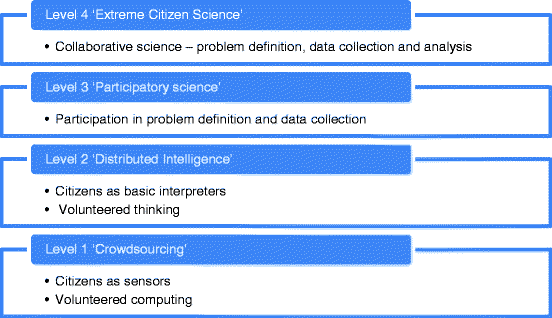 Level 4 ‘Extreme Citizen Science’
• Collaborative science – problem definition, data collection and analysis
Level 3 ‘Participatory science’
• Participation in problem definition and data collection
Level 2 ‘Distributed Intelligence’
• Citizens as basic interpreters
• Volunteered thinking
Level 1 ‘Crowdsourcing’
• Citizens as sensors
• Volunteered computing